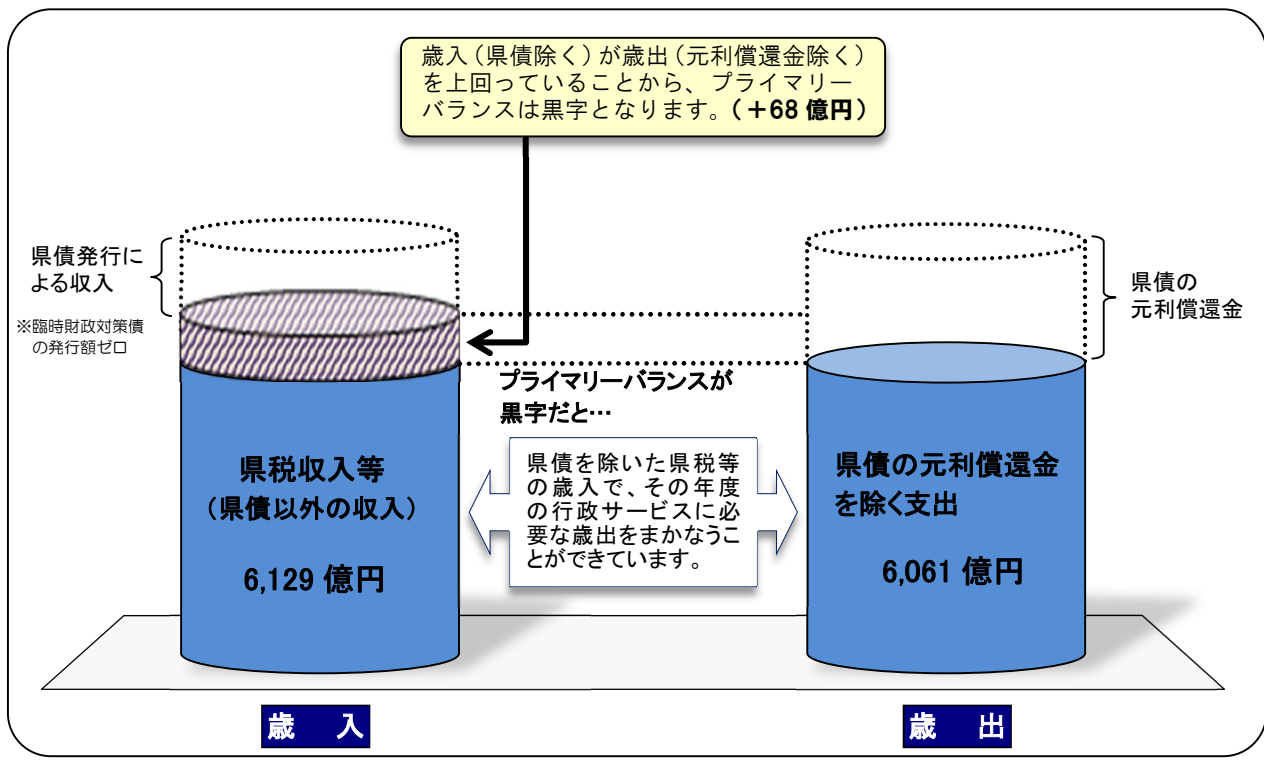 歳入(県債除く)が歳出(元利償還金除く)
を上回っていることから、プライマリー
バランスは黒字となります。(+68 億円)
県債発行に
よる収入
※臨時財政対策債
の発行額ゼロ
県債の
元利償還金
プライマリーバランスが
黒字だと…
県税収入等
(県債以外の収入)
6,129 億円
県債を除いた県税等
の歳入で、その年度
の行政サービスに必
要な歳出をまかなうこ
とができています。
県債の元利償還金
を除く支出
6,061 億円
歳 入
歳 出